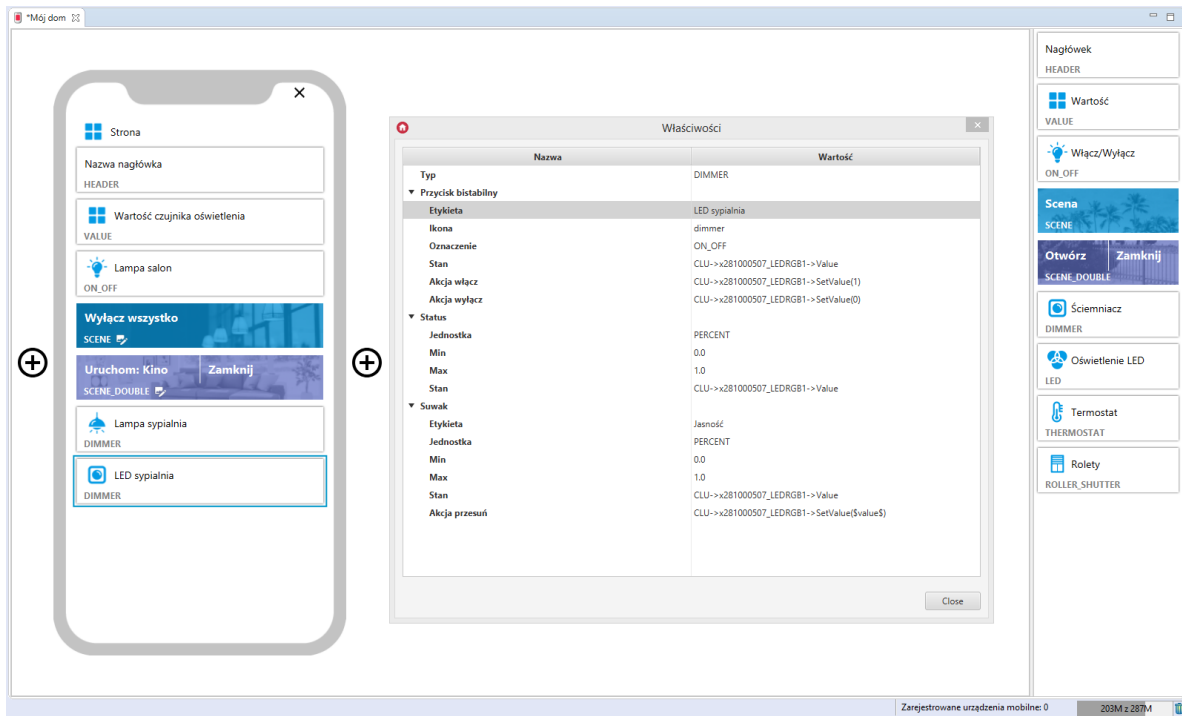 *Mój dom
Strona
Nazwa nagłówka
HEADER
Wartość czujnika oświetlenia
VALUE
Lampa salon
ON_OFF
Wyłącz wszystko
SCENE
Uruchom: Kino Zamknij
SCENE_DOUBLE
Lampa sypialnia
DIMMER
LED sypialnia
DIMMER
Właściwości
Nazwa Wartość
Typ DIMMER
Przycisk bistabilny
Etykieta LED sypialnia
Ikona dimmer
Oznaczenie ON_OFF
Stan CLU->x281000507_LEDRGB1->Value
Akcja włącz CLU->x281000507_LEDRGB1->SetValue(1)
Akcja wyłącz CLU->x281000507_LEDRGB1->SetValue(0)
Status
Jednostka PERCENT
Min 0.0
Max 1.0
Stan CLU->x281000507_LEDRGB1->Value
Suwak
Etykieta Jasność
Jednostka PERCENT
Min 0.0
Max 1.0
Stan CLU->x281000507_LEDRGB1->Value
Akcja przesuń CLU->x281000507_LEDRGB1->SetValue($value$)
Close
Nagłówek
HEADER
Wartość
VALUE
Włącz/Wyłącz
ON_OFF
Scena
SCENE
Otwórz Zamknij
SCENE_DOUBLE
Ściemniacz
DIMMER
Oświetlenie LED
LED
Termostat
THERMOSTAT
Rolety
ROLLER_SHUTTER
Zarejestrowane urządzenia mobilne: 0
203M z 287M